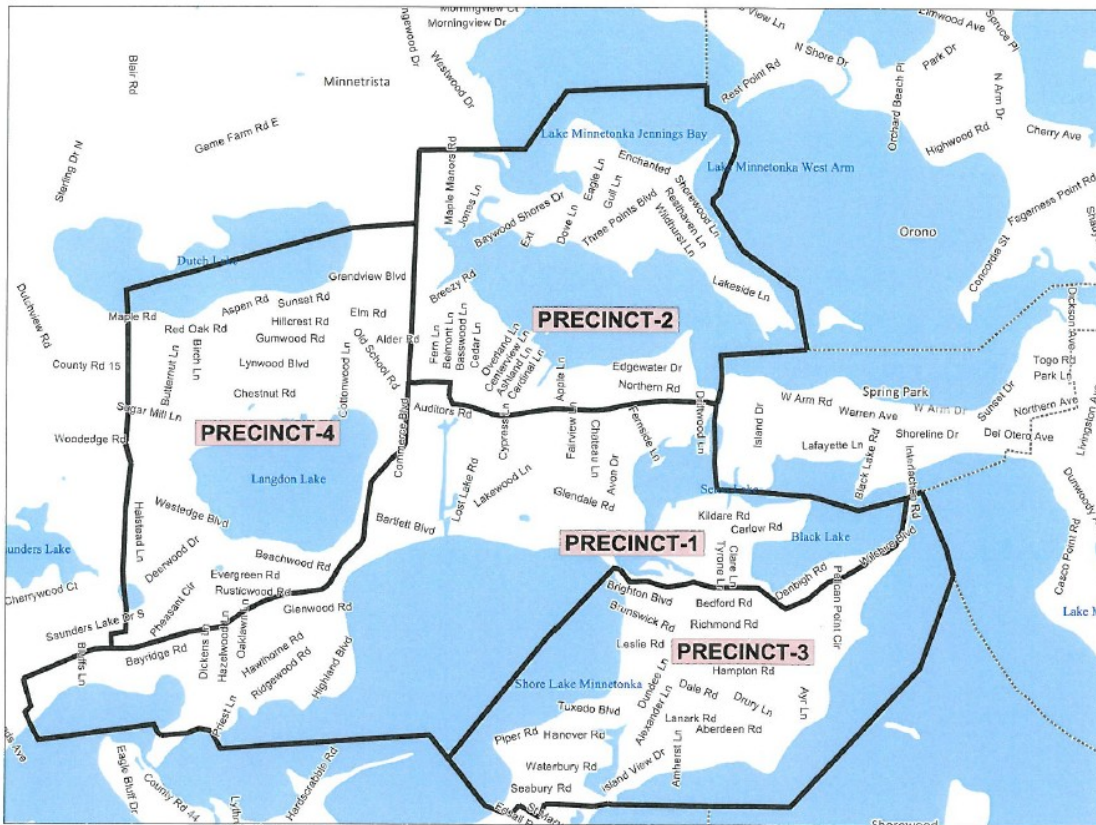 Morningview Ct
Morningview Dr
Westwood Dr
Minnetrista
Blair Rd
Game Farm Rd E
Sterling Dr N
Dutchview Rd
N Shore Dr
Rest Point Rd
Orchard Beach Pl
Elmwood Ave
Spruce Pl
Park Dr
N Arm Dr
Highwood Rd
Cherry Ave
Fagerness Point Rd
Concordia St
Orono
Lake Minnetonka Jennings Bay
Lake Minnetonka West Arm
Maple Manors Rd
Jones Ln
Baywood Shores Dr
Ext
Dove Ln
Eagle Ln
Gull Ln
Enchanted
Three Points Blvd
Shorewood Ln
Resthaven Ln
Wildhurst Ln
Lakeside Ln
Dutch Lake
Grandview Blvd
Maple Rd
Aspen Rd
Sunset Rd
Red Oak Rd
Hillcrest Rd
Elm Rd
Gumwood Rd
Alder Rd
Old School Rd
County Rd 15
Butternut Ln
Birch Ln
Lynwood Blvd
Chestnut Rd
Cottonwood Ln
Sugar Mill Ln
Woodedge Rd
Breezy Rd
PRECINCT-2
Fern Ln
Belmont Ln
Basswood Ln
Cedar Ln
Overland Ln
Centerview Ln
Ashland Ln
Cardinal Ln
Apple Ln
Edgewater Dr
Northern Rd
Auditors Rd
Commerce Blvd
Cypress Ln
Fairview Ln
Chateau Ln
Fernside Ln
Driftwood Ln
Avon Dr
Lost Lake Rd
Lakewood Ln
Glendale Rd
Bartlett Blvd
PRECINCT-4
Langdon Lake
Halstead Ln
Westedge Blvd
Deerwood Dr
Beachwood Rd
Evergreen Rd
Rusticwood Rd
Glenwood Rd
Cherrywood Ct
Saunders Lake Dr S
Pheasant Cir
Bluffs Ln
Bayridge Rd
Dickens Ln
Hazelwood Ln
Oaklawn Ln
Hawthorne Rd
Ridgewood Rd
Highland Blvd
Priest Ln
Eagle Bluff Dr
County Rd 44
Hardscrabble Rd
Island Dr
W Arm Rd
Spring Park
Warren Ave
W Arm Dr
Sunset Dr
Lafayette Ln
Black Lake Rd
Shoreline Dr
Interlachen Rd
Del Otero Ave
Northern Ave
Togo Rd
Park Ln
Dickson Ave
Livingston Ave
Casco Point Rd
Kildare Rd
Carlow Rd
Black Lake
PRECINCT-1
Tyrone Ln
Clare Ln
Denbigh Rd
Wilshire Blvd
Pelican Point Cir
Brighton Blvd
Bedford Rd
Brunswick Rd
Richmond Rd
Leslie Rd
PRECINCT-3
Hampton Rd
Shore Lake Minnetonka
Dundee Ln
Dale Rd
Drury Ln
Ayr Ln
Tuxedo Blvd
Alexander Ln
Lanark Rd
Aberdeen Rd
Piper Rd
Hanover Rd
Waterbury Rd
Island View Dr
Amherst Ln
Seabury Rd
Shorewood